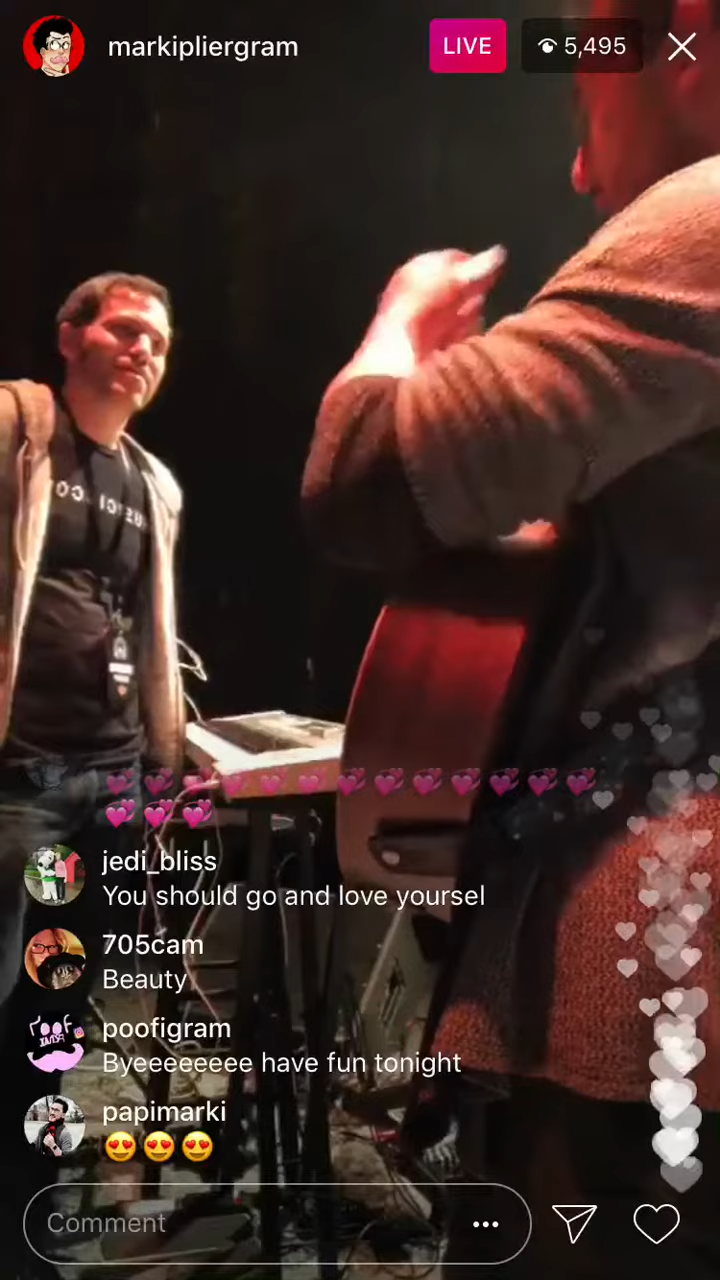 markipliergram
LIVE
5,495
💞 💞 💞 💞 💞 💞 💞 💞 💞 💞 💞 💞 💞
💞 💞 💞
jedi_bliss
You should go and love yoursel
705cam
Beauty
poofigram
Byeeeeeeee have fun tonight
papimarki
😍 😍 😍
Comment